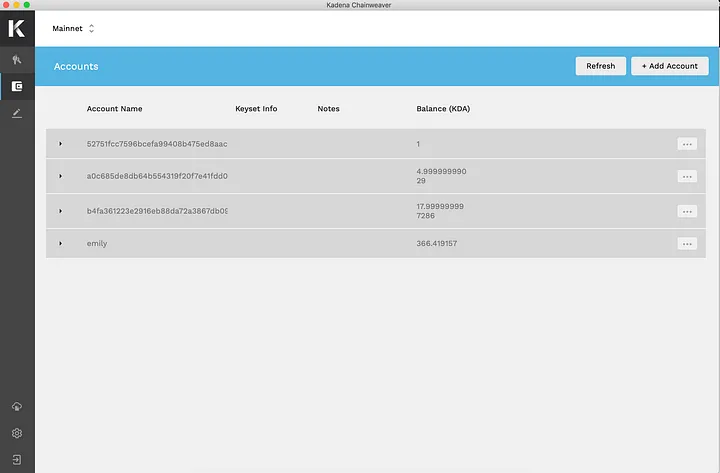 Kadena Chainweaver
Mainnet
Accounts
Refresh
+ Add Account
Account Name Keyset Info Notes Balance (KDA)
52751fcc7596bcefa99408b475ed8aac 1
a0c685de8db64b554319f20f7e41fdd0 4.999999990
29
b4fa361223e2916eb88da72a3867db09 17.99999999
7286
emily 366.419157